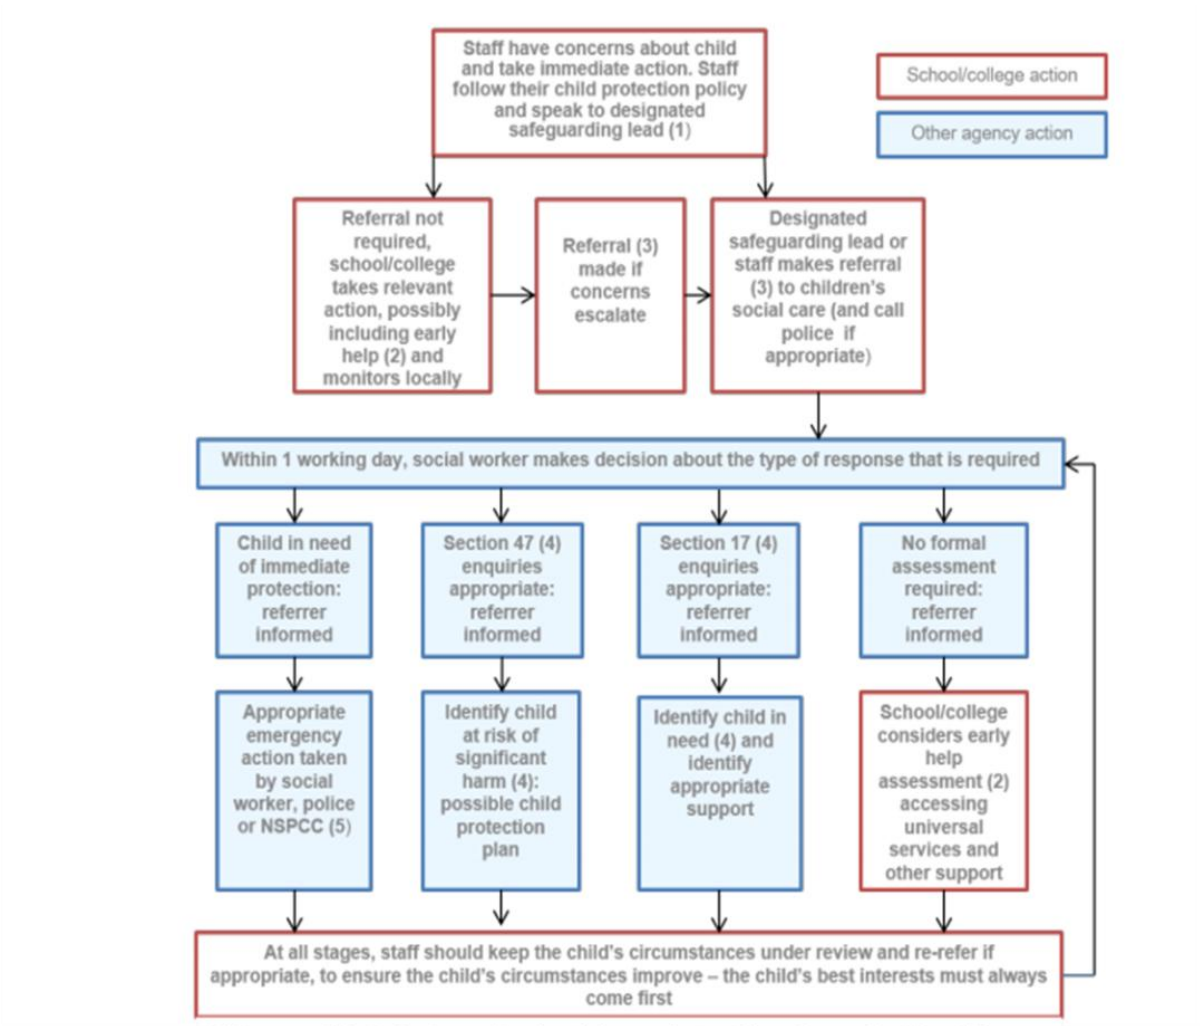 Staff have concerns about child
and take immediate action. Staff
follow their child protection policy
and speak to designated
safeguarding lead (1)
School/college action
Other agency action
Referral not
required,
school/college
takes relevant
action, possibly
including early
help (2) and
monitors locally
Referral (3)
made if
concerns
escalate
Designated
safeguarding lead or
staff makes referral
(3) to children's
social care (and call
police if
appropriate)
Within 1 working day, social worker makes decision about the type of response that is required
Child in need
of immediate
protection:
referrer
informed
Section 47 (4)
enquiries
appropriate:
referrer
informed
Section 17 (4)
enquiries
appropriate:
referrer
informed
No formal
assessment
required:
referrer
informed
Appropriate
emergency
action taken
by social
worker, police
or NSPCC (5)
Identify child
at risk of
significant
harm (4):
possible child
protection
plan
Identify child in
need (4) and
identify
appropriate
support
School/college
considers early
help
assessment (2)
accessing
universal
services and
other support
At all stages, staff should keep the child's circumstances under review and re-refer if
appropriate, to ensure the child's circumstances improve – the child's best interests must always
come first